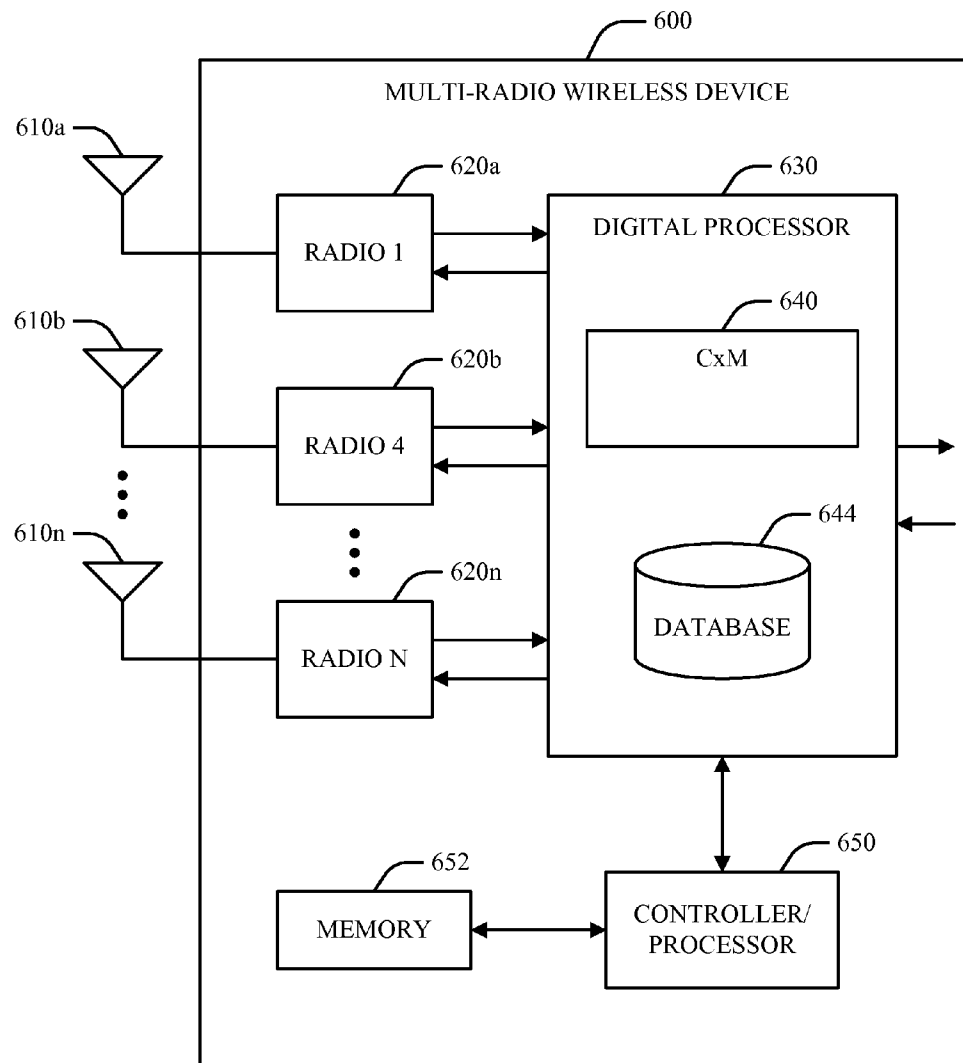 600
MULTI-RADIO WIRELESS DEVICE
610a
620a
630
RADIO 1
DIGITAL PROCESSOR
640
CxM
610b
620b
RADIO 4
610n
620n
644
DATABASE
RADIO N
652
650
MEMORY
CONTROLLER/
PROCESSOR